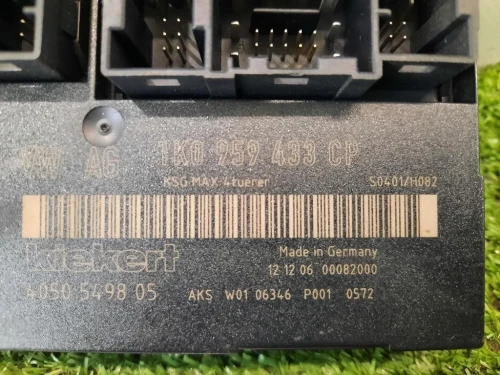 VW AG 1K0 959 433 CP
KSG MAX 4tuerer S0401/H082
kiekert
Made in Germany
12 12 06 00082000
4050 5498 05 AKS W01 06346 P001 0572